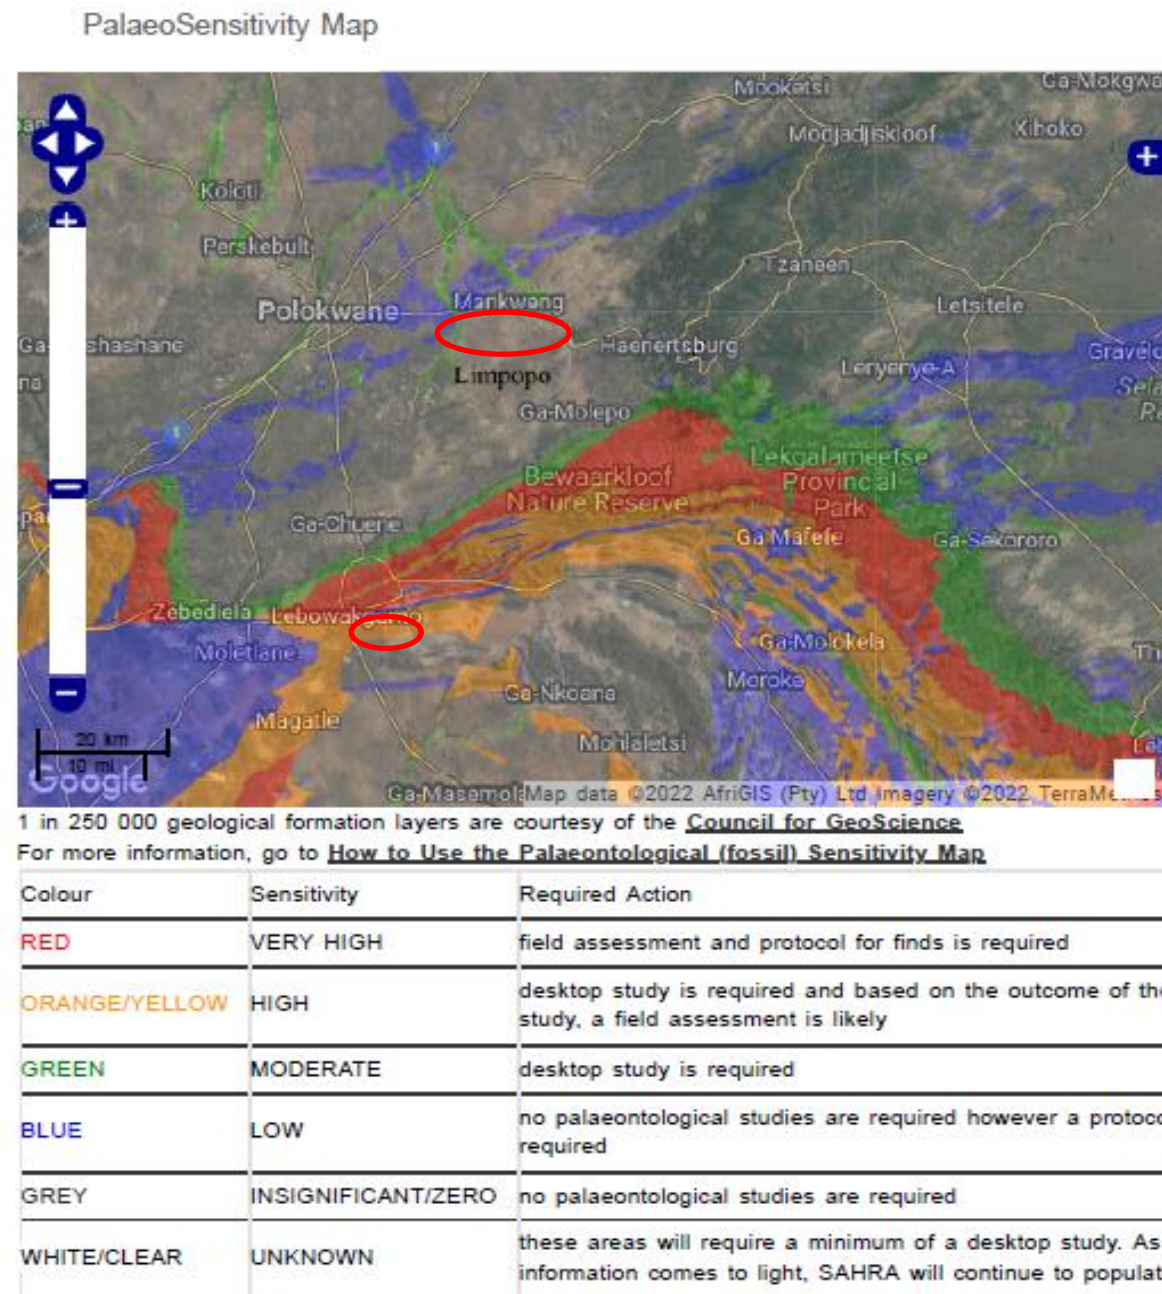 PalaeoSensitivity Map
Mooketsi
Modjadjiskloof
Xihoko
Koloti
Perskebult
Tzaneen
Polokwane
Mankweng
Letsitele
Haenertsburg
Limpopo
Lenyenye-A
Ga-Molepo
Lekgalameetse
Provincial
Park
Bewaarkloof
Nature Reserve
Ga-Chuene
Ga Mafefe
Ga-Sekororo
Zebediela
Moletlane
Ga-Molokela
Moroke
Ga-Nkoana
Magatle
Mohlaletsi
20 km
10 mi
Google
Map data ©2022 AfriGIS (Pty) Ltd Imagery ©2022
1 in 250 000 geological formation layers are courtesy of the Council for GeoScience
For more information, go to How to Use the Palaeontological (fossil) Sensitivity Map
Colour Sensitivity Required Action
RED VERY HIGH field assessment and protocol for finds is required
ORANGE/YELLOW HIGH desktop study is required and based on the outcome of the
study, a field assessment is likely
GREEN MODERATE desktop study is required
BLUE LOW no palaeontological studies are required however a protoco
required
GREY INSIGNIFICANT/ZERO no palaeontological studies are required
WHITE/CLEAR UNKNOWN these areas will require a minimum of a desktop study. As
information comes to light, SAHRA will continue to populat